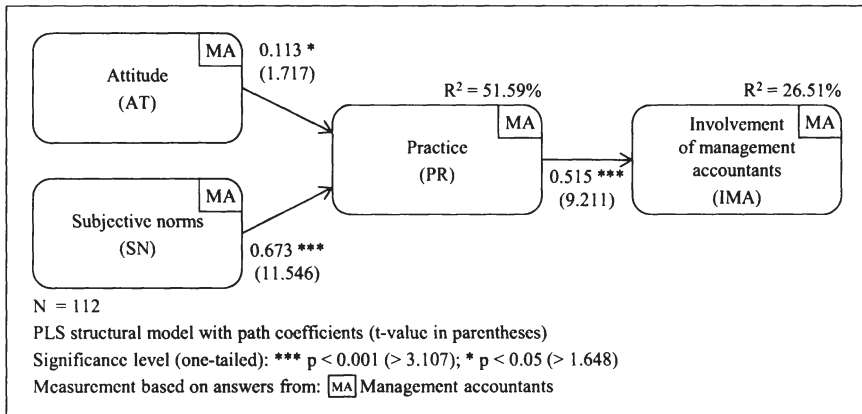 MA
Attitude
(AT)
0.113 *
(1.717)
MA
Subjective norms
(SN)
0.673 ***
(11.546)
R² = 51.59%
MA
Practice
(PR)
0.515 ***
(9.211)
R² = 26.51%
MA
Involvement
of management
accountants
(IMA)
N = 112
PLS structural model with path coefficients (t-value in parentheses)
Significance level (one-tailed): *** p < 0.001 (> 3.107); * p < 0.05 (> 1.648)
Measurement based on answers from: MA Management accountants